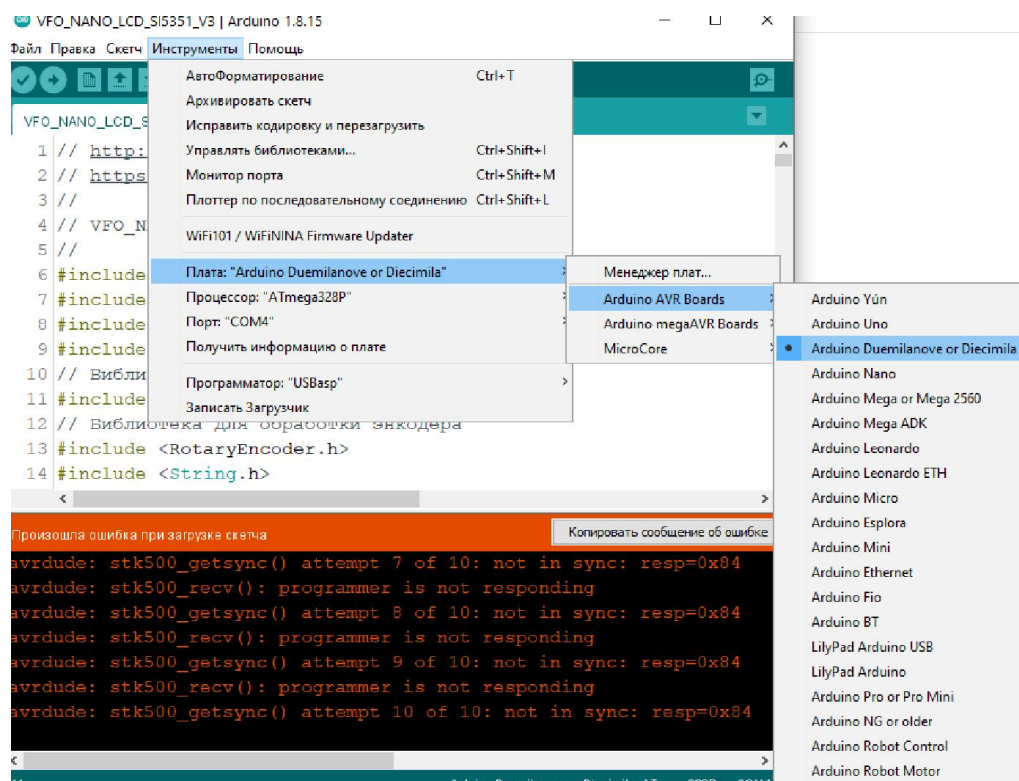 VFO_NANO_LCD_SI5351_V3 | Arduino 1.8.15
Файл Правка Скетч Инструменты Помощь
VFO_NANO_LCD_S
АвтоФорматирование Ctrl+T
Архивировать скетч
Исправить кодировку и перезагрузить
Управлять библиотеками... Ctrl+Shift+I
Монитор порта Ctrl+Shift+M
Плоттер по последовательному соединению Ctrl+Shift+L
WiFi101 / WiFiNINA Firmware Updater
Плата: "Arduino Duemilanove or Diecimila"
Процессор: "ATmega328P"
Порт: "COM4"
Получить информацию о плате
Программатор: "USBasp"
Записать Загрузчик
Менеджер плат...
Arduino AVR Boards
Arduino megaAVR Boards
MicroCore
Arduino Yún
Arduino Uno
Arduino Duemilanove or Diecimila
Arduino Nano
Arduino Mega or Mega 2560
Arduino Mega ADK
Arduino Leonardo
Arduino Leonardo ETH
Arduino Micro
Arduino Esplora
Arduino Mini
Arduino Ethernet
Arduino Fio
Arduino BT
LilyPad Arduino USB
LilyPad Arduino
Arduino Pro or Pro Mini
Arduino NG or older
Arduino Robot Control
Arduino Robot Motor
1 // http:
2 // https
3 //
4 // VFO_N
5 //
6 #include
7 #include
8 #include
9 #include
10 // Библи
11 #include
12 // Библиотека для обработки энкодера
13 #include <RotaryEncoder.h>
14 #include <String.h>
Произошла ошибка при загрузке скетча
Копировать сообщение об ошибке
avrdude: stk500_getsync() attempt 7 of 10: not in sync: resp=0x84
avrdude: stk500_recv(): programmer is not responding
avrdude: stk500_getsync() attempt 8 of 10: not in sync: resp=0x84
avrdude: stk500_recv(): programmer is not responding
avrdude: stk500_getsync() attempt 9 of 10: not in sync: resp=0x84
avrdude: stk500_recv(): programmer is not responding
avrdude: stk500_getsync() attempt 10 of 10: not in sync: resp=0x84